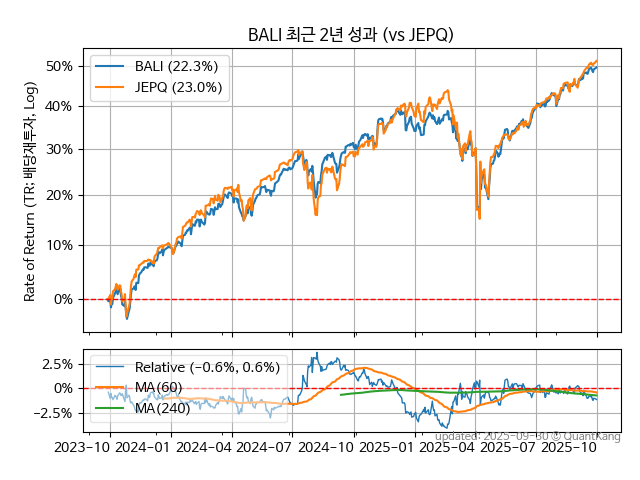 BALI 최근 2년 성과 (vs JEPQ)
Rate of Return (TR: 배당재투자, Log)
50%
40%
30%
20%
10%
0%
BALI (22.3%)
JEPQ (23.0%)
2.5%
0%
−2.5%
Relative (−0.6%, 0.6%)
MA(60)
MA(240)
updated: 2025-09-30 © QuantKang
2023-10 2024-01 2024-04 2024-07 2024-10 2025-01 2025-04 2025-07 2025-10